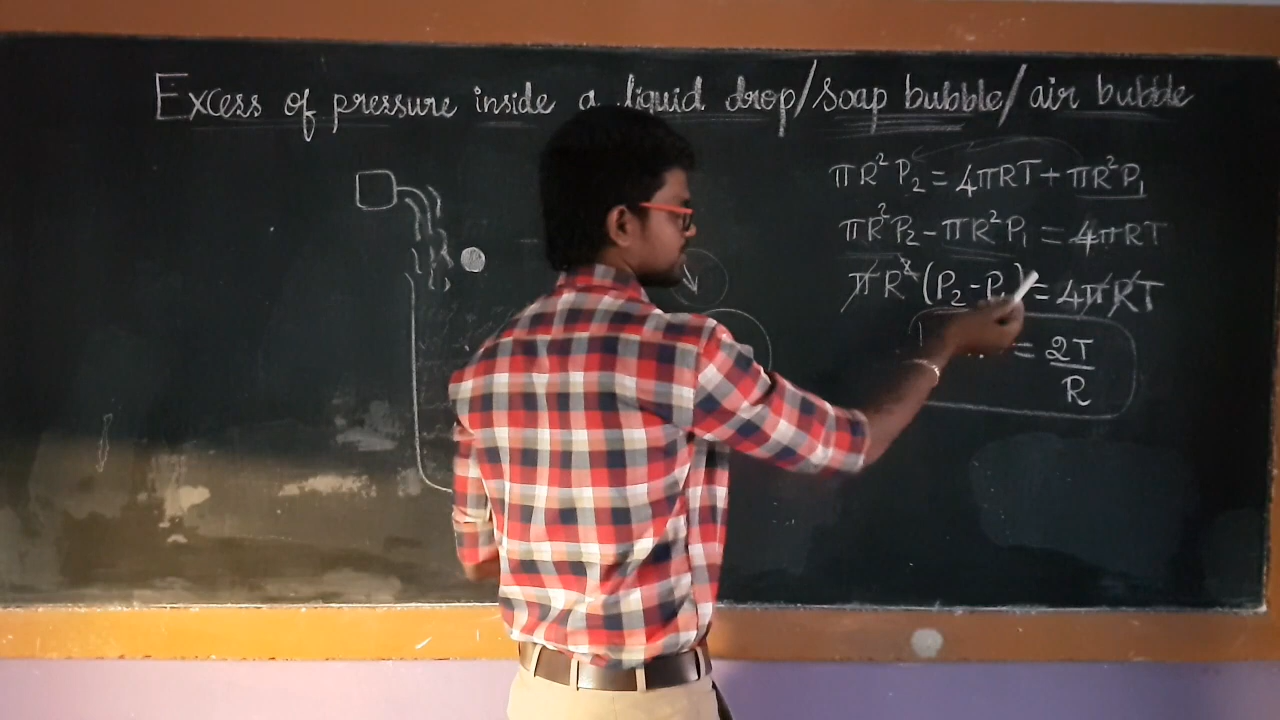 Excess of pressure inside a liquid drop/soap bubble/air bubble
πR²P₂ = 4πRT + πR²P₁
πR²P₂ - πR²P₁ = 4πRT
πR²(P₂ - P = 4πRT
= 2T/R